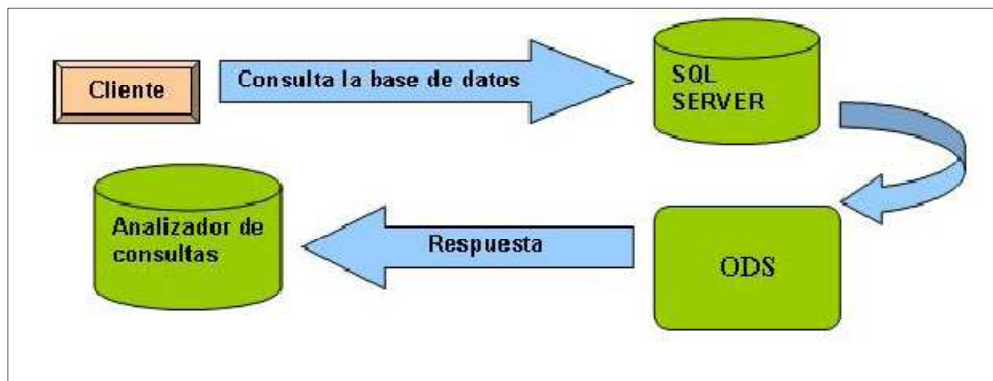 Cliente
Consulta la base de datos
SQL
SERVER
Analizador de
consultas
Respuesta
ODS